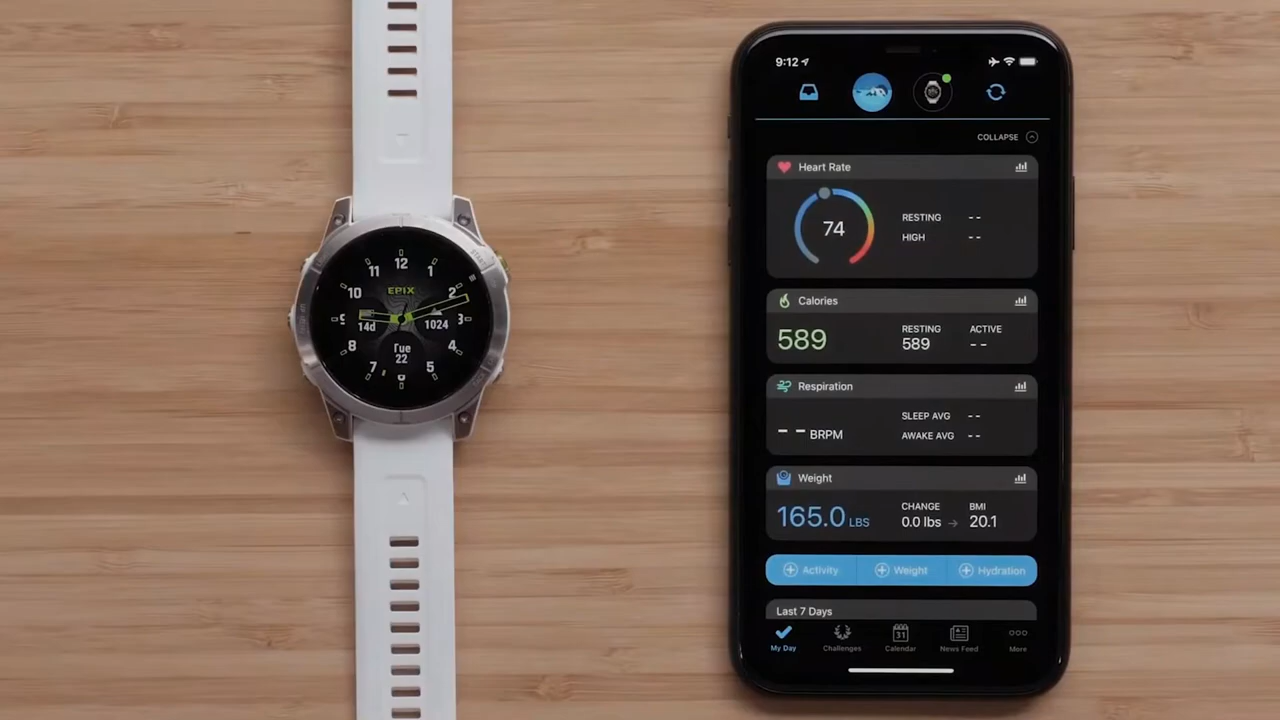 12
11
1
EPIX
10
2
14d
1024
3
8
Tue
22
4
7
5
9:12
COLLAPSE
Heart Rate
74
RESTING --
HIGH --
Calories
589
RESTING
589
ACTIVE
--
Respiration
-- BRPM
SLEEP AVG --
AWAKE AVG --
Weight
165.0 LBS
CHANGE
0.0 lbs →
BMI
20.1
Activity
Weight
Hydration
Last 7 Days
31
My Day
Challenges
Calendar
News Feed
More